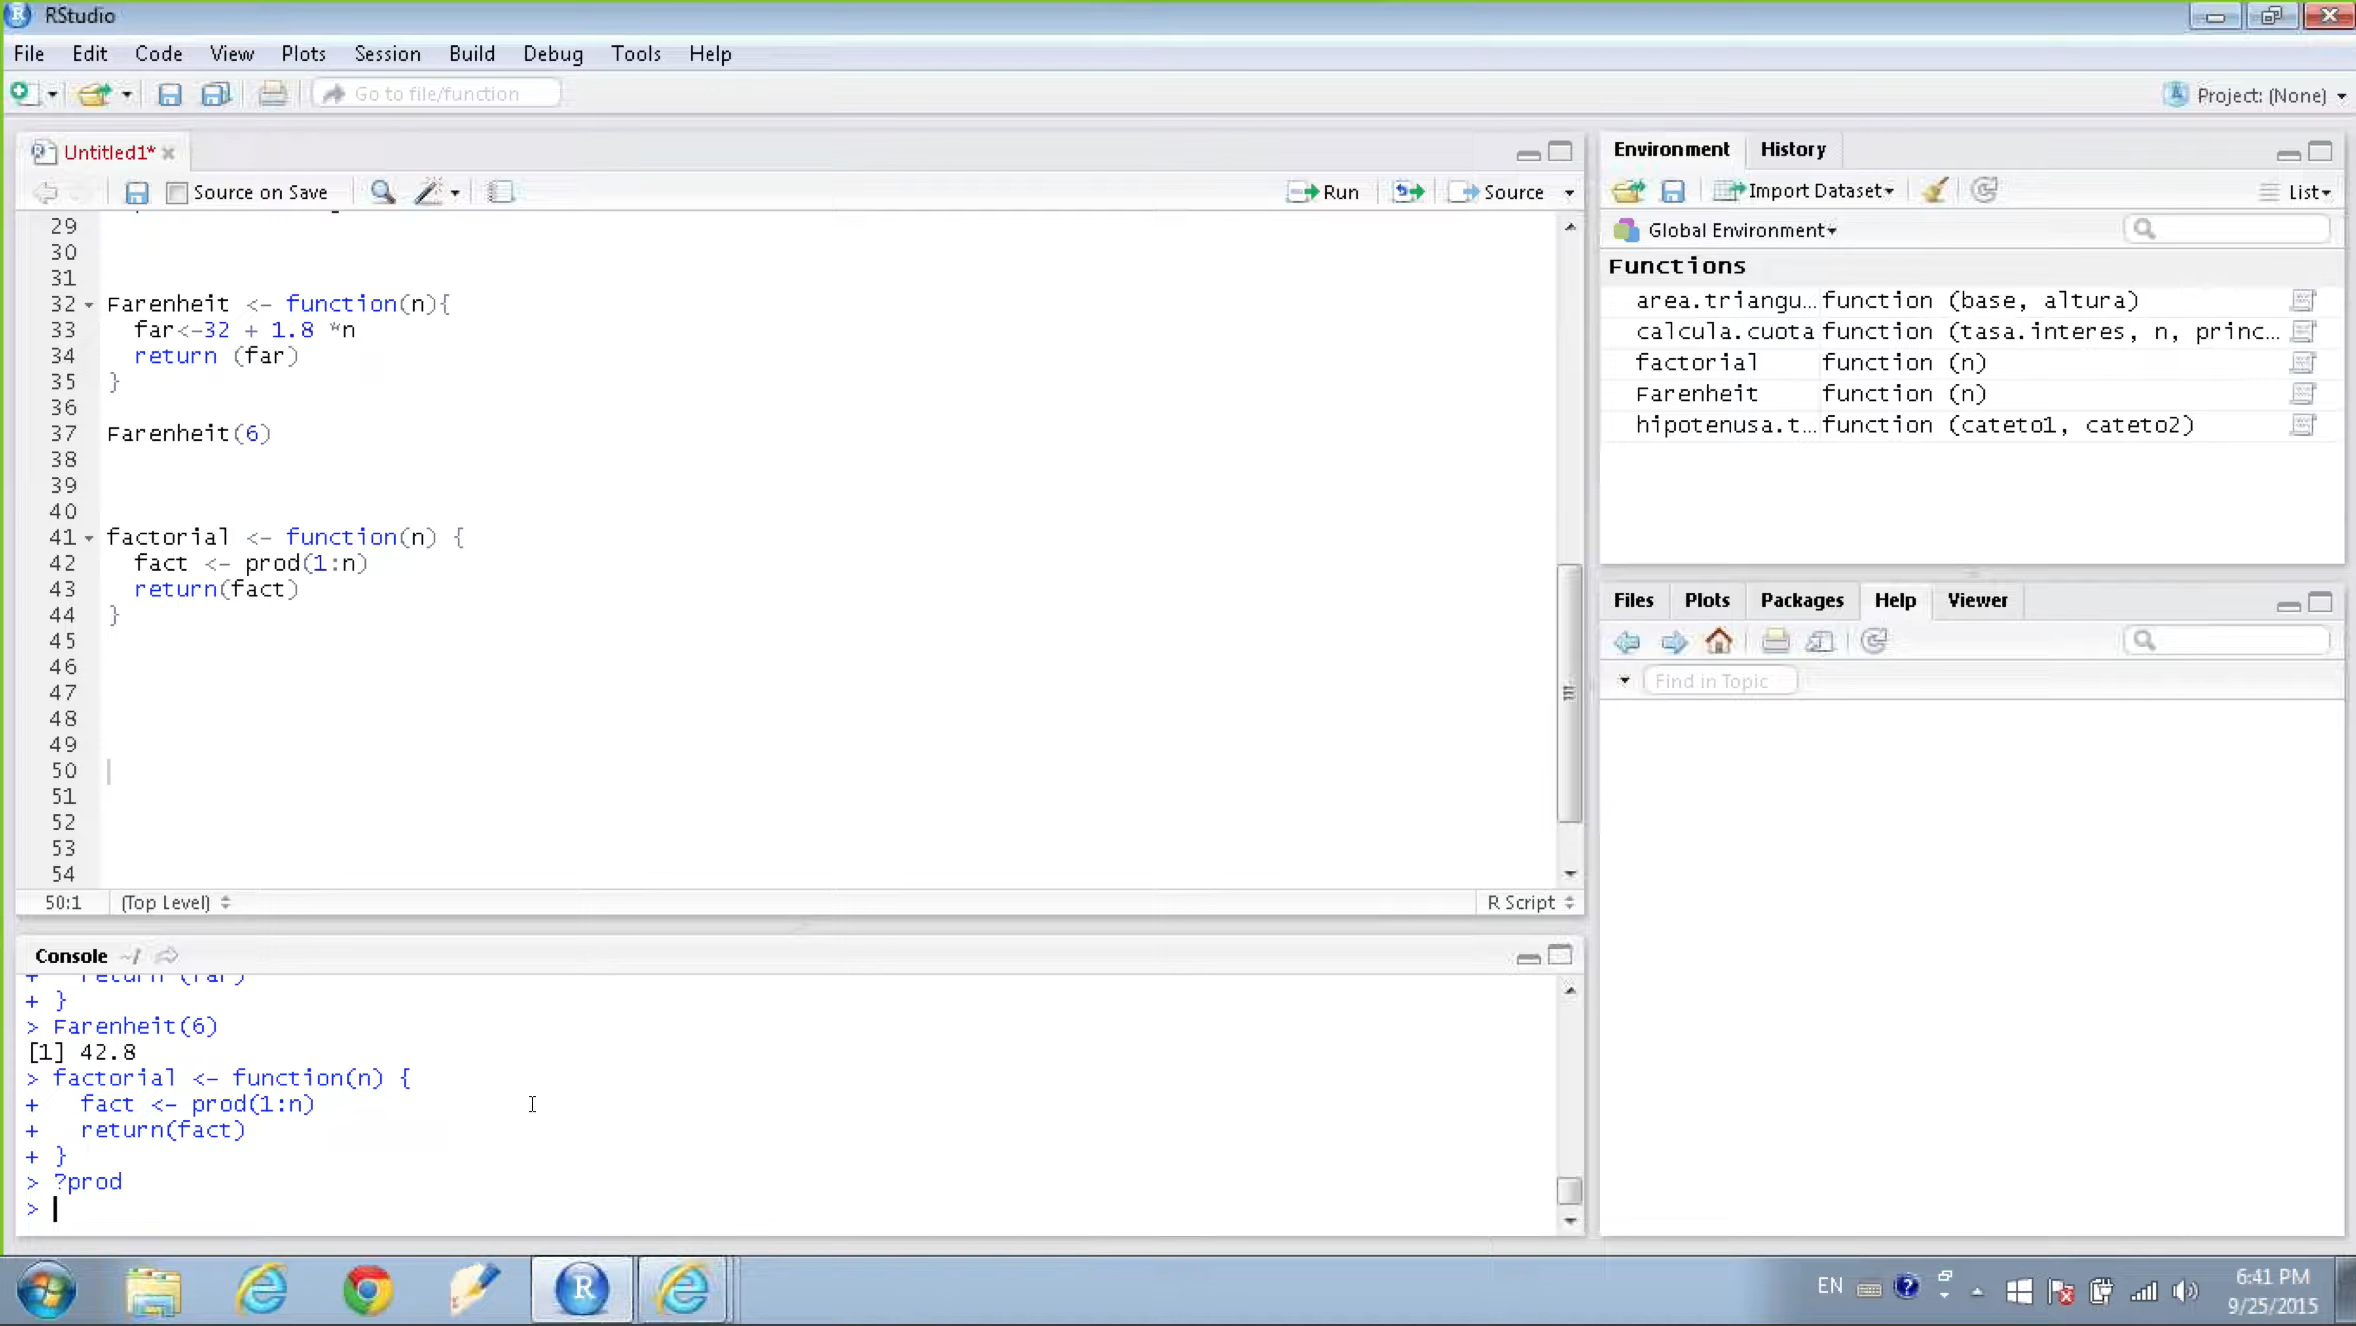 RStudio
File Edit Code View Plots Session Build Debug Tools Help
Go to file/function
Project: (None)
Untitled1*
Source on Save
Run
Source
29
30
31
32 Farenheit <- function(n){
33 far<-32 + 1.8 *n
34 return (far)
35 }
36
37 Farenheit(6)
38
39
40
41 factorial <- function(n) {
42 fact <- prod(1:n)
43 return(fact)
44 }
45
46
47
48
49
50
51
52
53
54
50:1 (Top Level) R Script
Console ~/
+ return (far)
+ }
> Farenheit(6)
[1] 42.8
> factorial <- function(n) {
+ fact <- prod(1:n)
+ return(fact)
+ }
> ?prod
>
Environment History
Import Dataset
List
Global Environment
Functions
area.triangu… function (base, altura)
calcula.cuota function (tasa.interes, n, princ…
factorial function (n)
Farenheit function (n)
hipotenusa.t… function (cateto1, cateto2)
Files Plots Packages Help Viewer
Find in Topic
EN
6:41 PM
9/25/2015